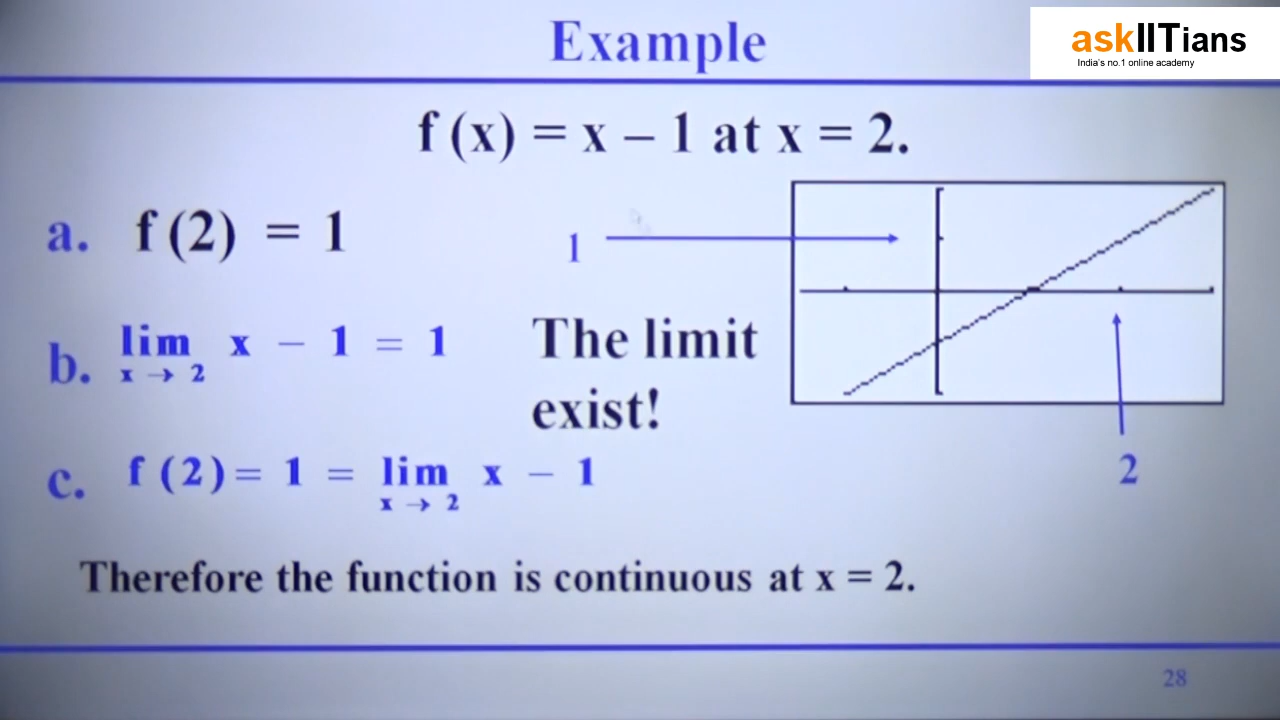 Example
askIITians
India's no.1 online academy
f (x) = x – 1 at x = 2.
a. f (2) = 1
1
b. lim x → 2 x – 1 = 1
The limit
exist!
c. f (2) = 1 = lim x → 2 x – 1
2
Therefore the function is continuous at x = 2.
28